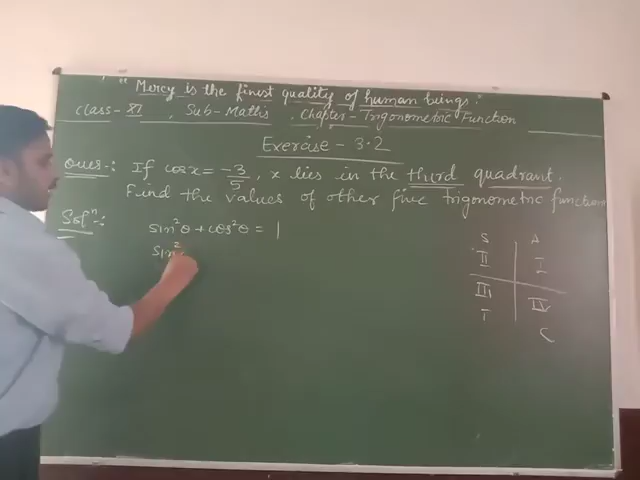 " Mercy is the finest quality of human beings."
Class - XI , Sub - Maths . Chapter - Trigonometric Function
Exercise - 3.2
Ques -: If cos x = -3/5 , x lies in the third quadrant.
Find the values of other five trigonometric function
Solⁿ -: sin²θ + cos²θ = 1
sin²
S A
II I
III IV
T C